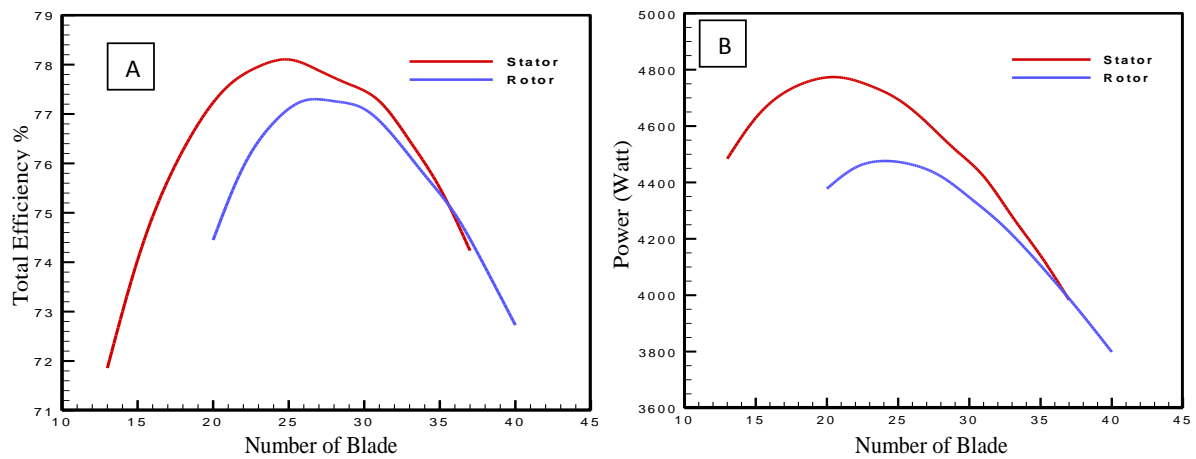 A
Stator
Rotor
Total Efficiency %
79
78
77
76
75
74
73
72
71
10 15 20 25 30 35 40 45
Number of Blade
B
Stator
Rotor
Power (Watt)
5000
4800
4600
4400
4200
4000
3800
3600
10 15 20 25 30 35 40 45
Number of Blade